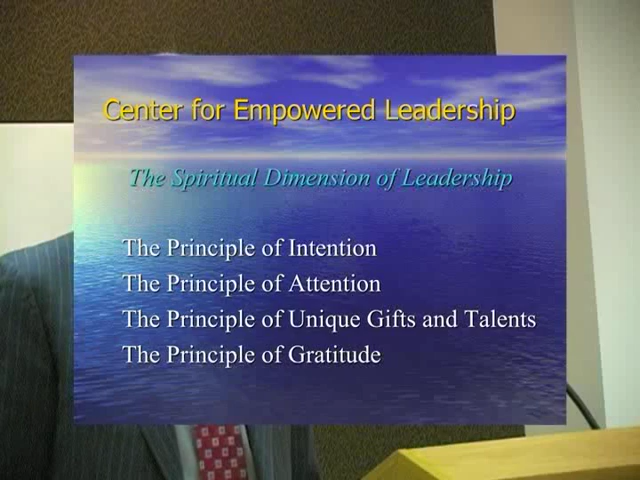 Center for Empowered Leadership
The Spiritual Dimension of Leadership
The Principle of Intention
The Principle of Attention
The Principle of Unique Gifts and Talents
The Principle of Gratitude